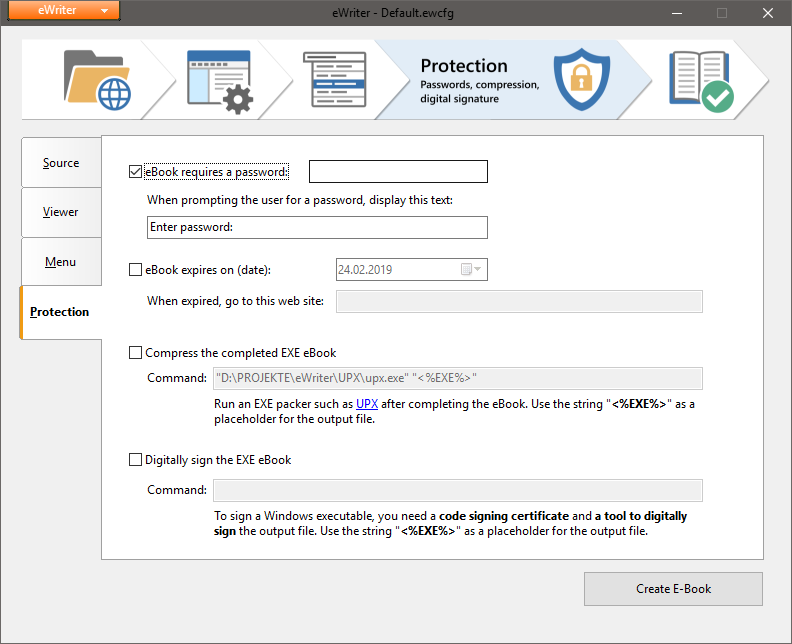 eWriter
eWriter - Default.ewcfg
Protection
Passwords, compression,
digital signature
Source
Viewer
Menu
Protection
eBook requires a password:
When prompting the user for a password, display this text:
Enter password:
eBook expires on (date):
24.02.2019
When expired, go to this web site:
Compress the completed EXE eBook
Command:
"D:\PROJEKTE\eWriter\UPX\upx.exe" "<%EXE%>"
Run an EXE packer such as UPX after completing the eBook. Use the string "<%EXE%>" as a
placeholder for the output file.
Digitally sign the EXE eBook
Command:
To sign a Windows executable, you need a code signing certificate and a tool to digitally
sign the output file. Use the string "<%EXE%>" as a placeholder for the output file.
Create E-Book